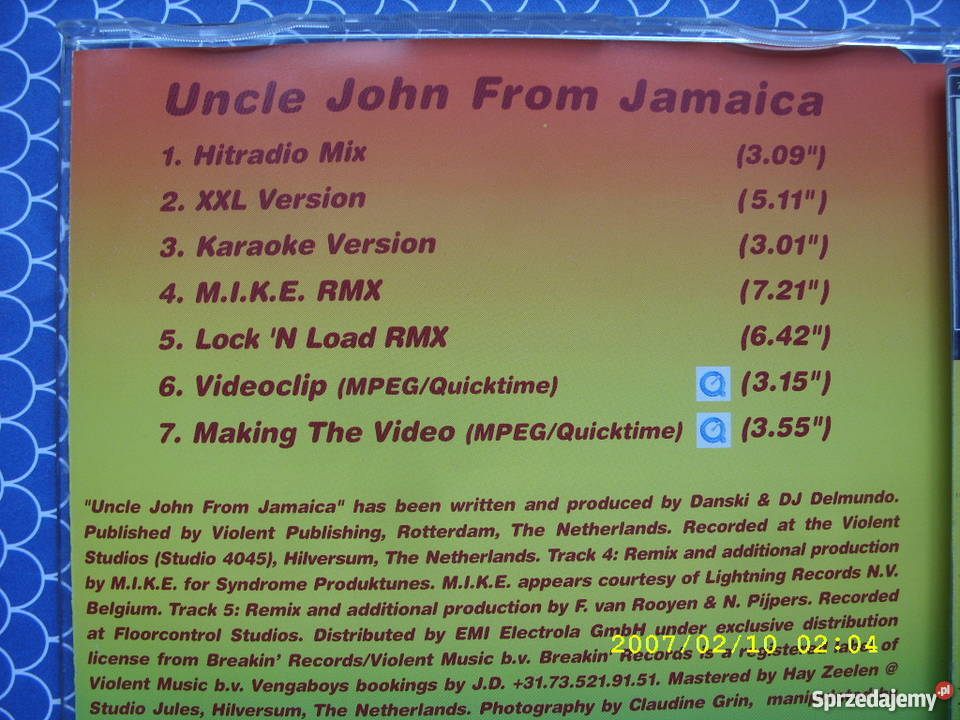 Uncle John From Jamaica
1. Hitradio Mix (3.09")
2. XXL Version (5.11")
3. Karaoke Version (3.01")
4. M.I.K.E. RMX (7.21")
5. Lock 'N Load RMX (6.42")
6. Videoclip (MPEG/Quicktime) (3.15")
7. Making The Video (MPEG/Quicktime) (3.55")
"Uncle John From Jamaica" has been written and produced by Danski & DJ Delmundo.
Published by Violent Publishing, Rotterdam, The Netherlands. Recorded at the Violent
Studios (Studio 4045), Hilversum, The Netherlands. Track 4: Remix and additional production
by M.I.K.E. for Syndrome Produktunes. M.I.K.E. appears courtesy of Lightning Records N.V.
Belgium. Track 5: Remix and additional production by F. van Rooyen & N. Pijpers. Recorded
at Floorcontrol Studios. Distributed by EMI Electrola GmbH under exclusive distribution
license from Breakin' Records/Violent Music b.v. Breakin' Records is a registered label of
Violent Music b.v. Vengaboys bookings by J.D. +31.73.521.91.51. Mastered by Hay Zeelen @
Studio Jules, Hilversum, The Netherlands. Photography by Claudine Grin,
2007/02/10 02:04
Sprzedajemy.pl